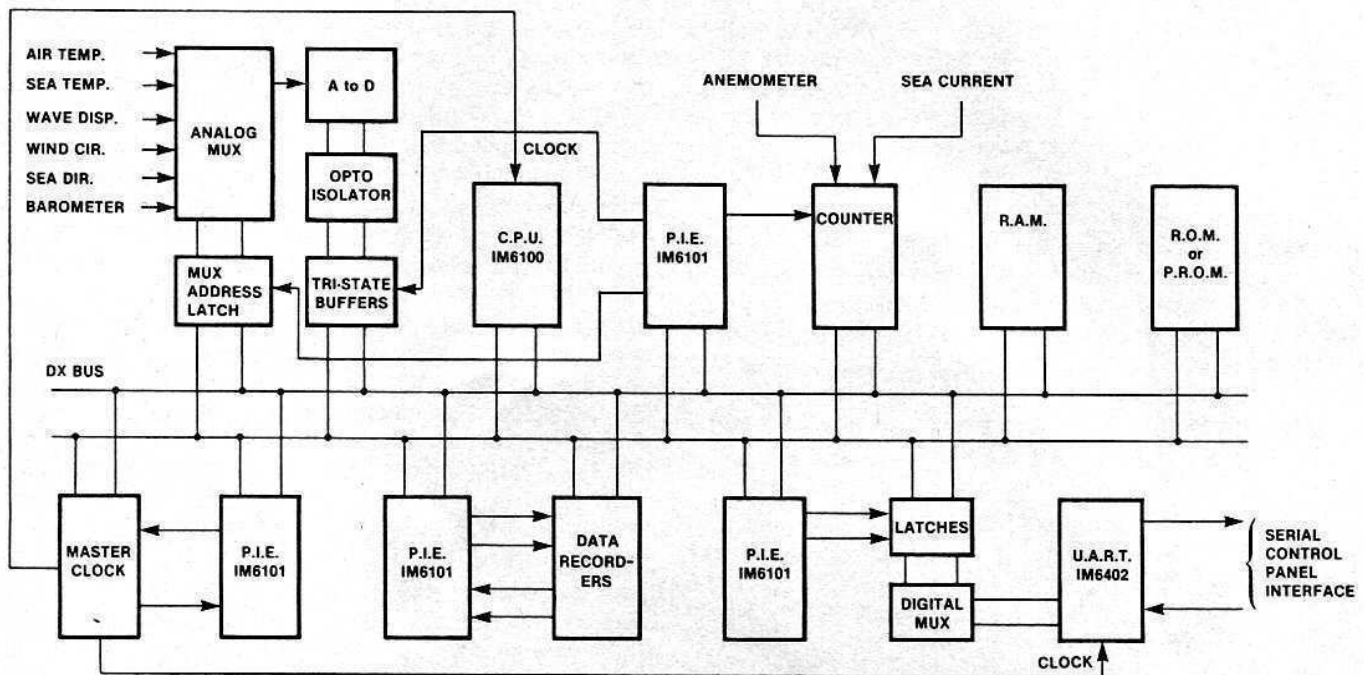 AIR TEMP.
SEA TEMP.
WAVE DISP.
WIND CIR.
SEA DIR.
BAROMETER
ANALOG
MUX
A to D
OPTO
ISOLATOR
MUX
ADDRESS
LATCH
TRI-STATE
BUFFERS
CLOCK
C.P.U.
IM6100
P.I.E.
IM6101
ANEMOMETER
SEA CURRENT
COUNTER
R.A.M.
R.O.M.
or
P.R.O.M.
DX BUS
MASTER
CLOCK
P.I.E.
IM6101
P.I.E.
IM6101
DATA
RECORD-
ERS
P.I.E.
IM6101
LATCHES
DIGITAL
MUX
U.A.R.T.
IM6402
CLOCK
SERIAL
CONTROL
PANEL
INTERFACE